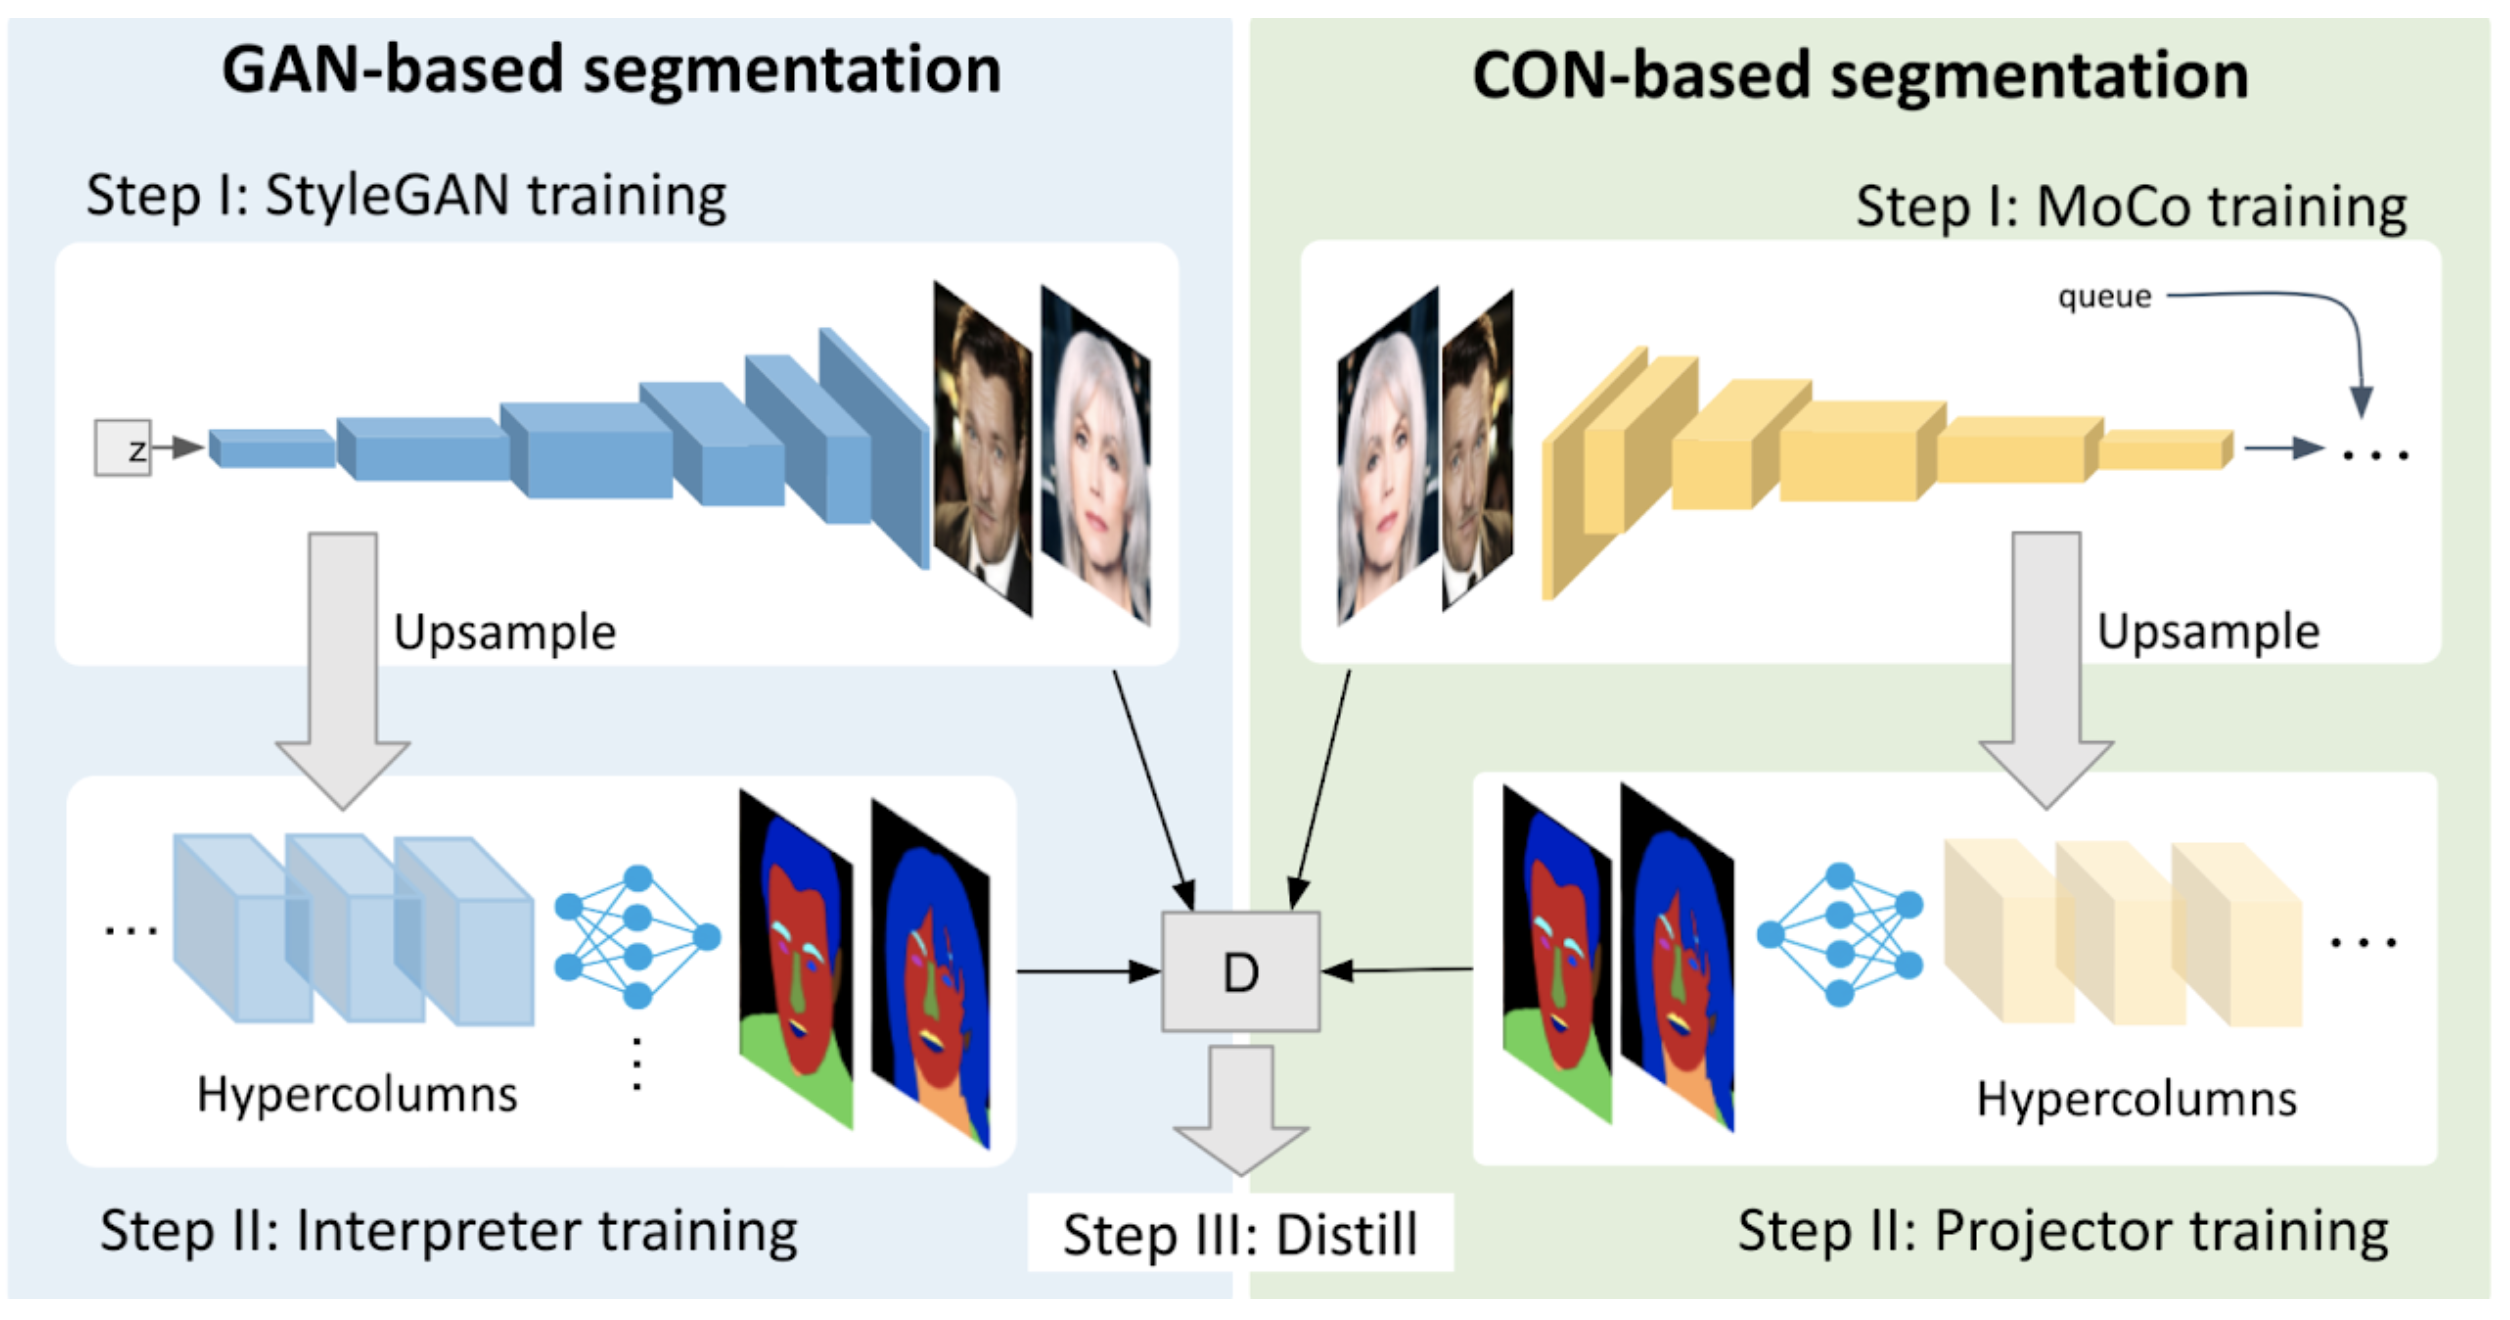 GAN-based segmentation
Step I: StyleGAN training
z
Upsample
...
Hypercolumns
Step II: Interpreter training
CON-based segmentation
Step I: MoCo training
queue
...
Upsample
...
Hypercolumns
Step II: Projector training
D
Step III: Distill